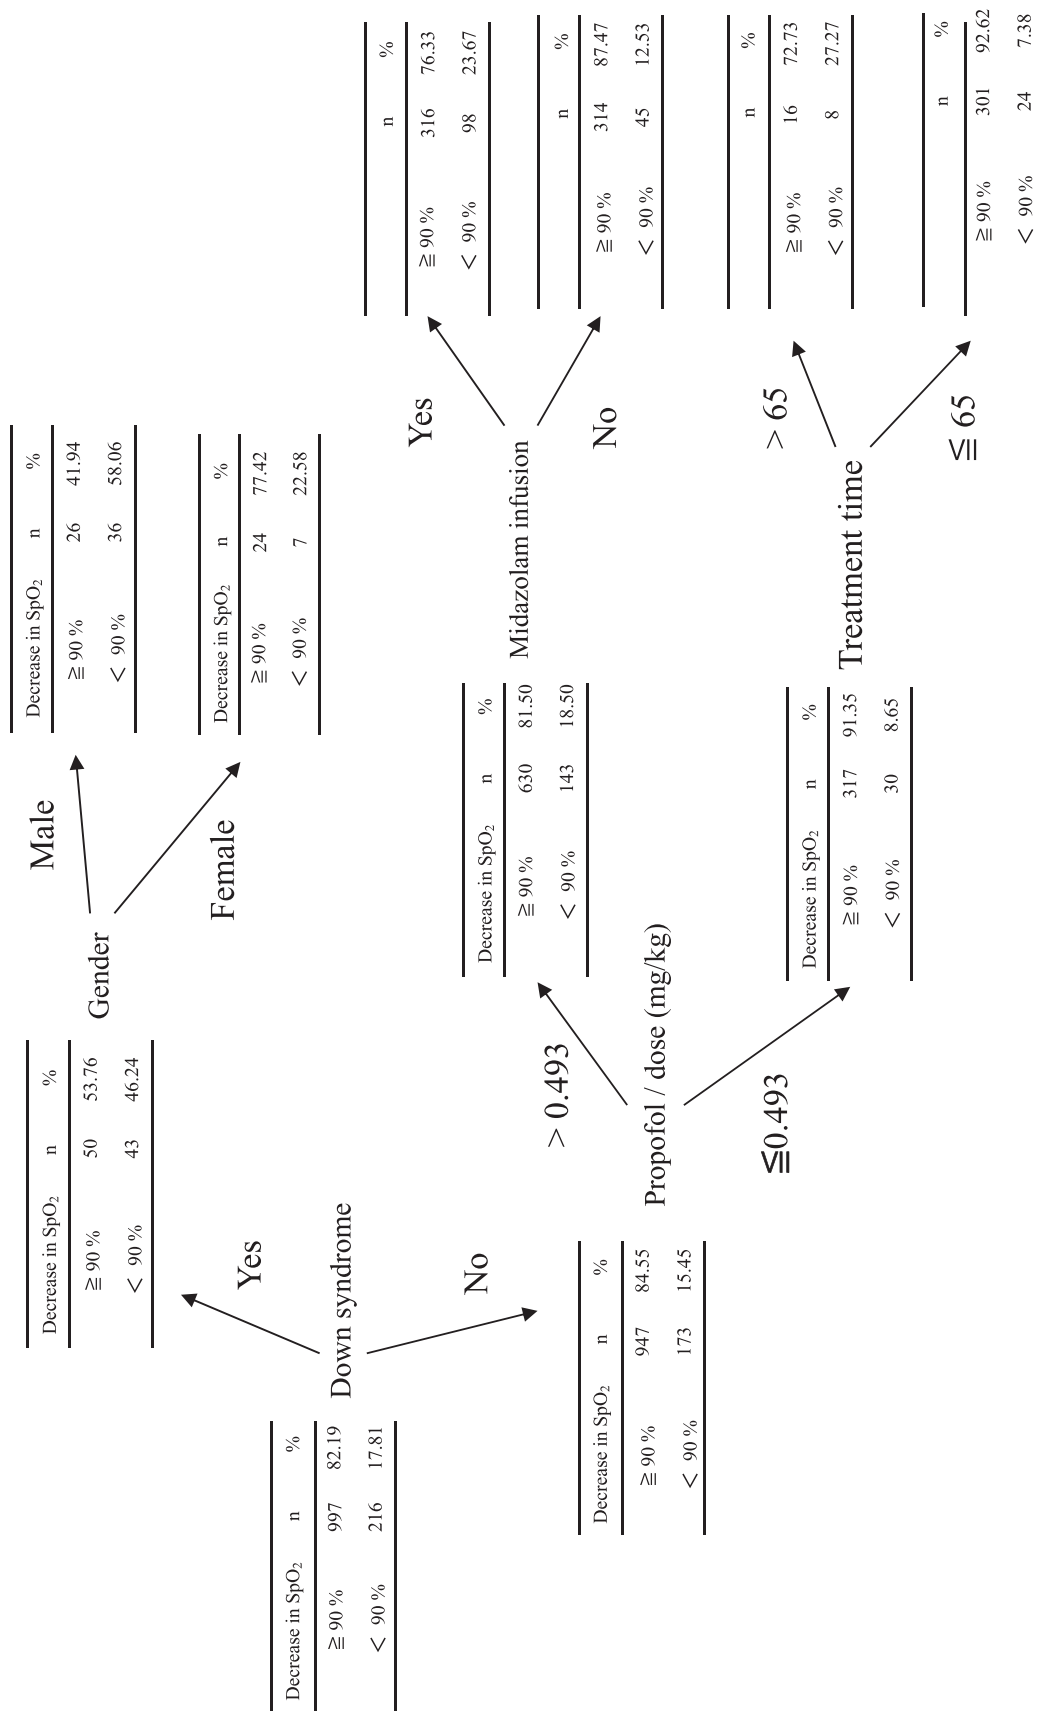 Decrease in SpO2 n %
≧ 90 % 997 82.19
< 90 % 216 17.81
Down syndrome
Yes
Decrease in SpO2 n %
≧ 90 % 50 53.76
< 90 % 43 46.24
Gender
Male
Decrease in SpO2 n %
≧ 90 % 26 41.94
< 90 % 36 58.06
Female
Decrease in SpO2 n %
≧ 90 % 24 77.42
< 90 % 7 22.58
No
Decrease in SpO2 n %
≧ 90 % 947 84.55
< 90 % 173 15.45
Propofol / dose (mg/kg)
> 0.493
Decrease in SpO2 n %
≧ 90 % 630 81.50
< 90 % 143 18.50
Midazolam infusion
Yes
n %
≧ 90 % 316 76.33
< 90 % 98 23.67
No
n %
≧ 90 % 314 87.47
< 90 % 45 12.53
≦0.493
Decrease in SpO2 n %
≧ 90 % 317 91.35
< 90 % 30 8.65
Treatment time
> 65
n %
≧ 90 % 16 72.73
< 90 % 8 27.27
≦ 65
n %
≧ 90 % 301 92.62
< 90 % 24 7.38